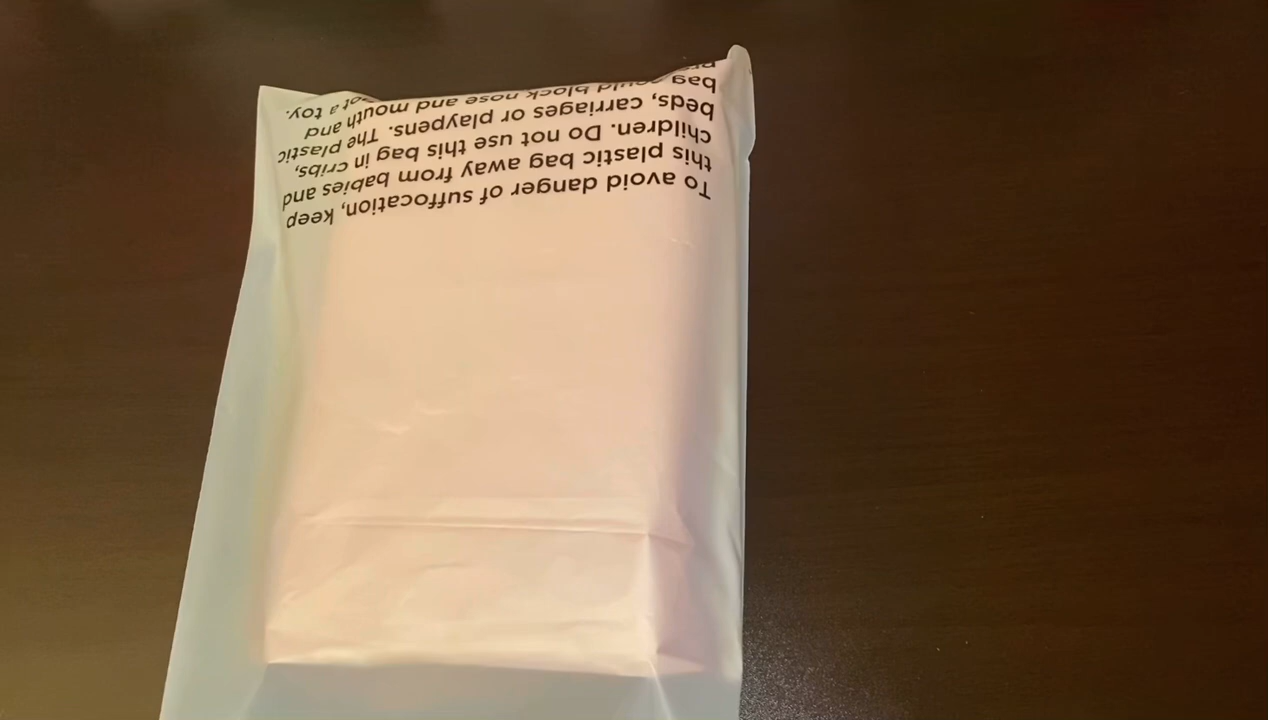 To avoid danger of suffocation, keep
this plastic bag away from babies and
children. Do not use this bag in cribs,
beds, carriages or playpens. The plastic
bag could block nose and mouth and
a toy.